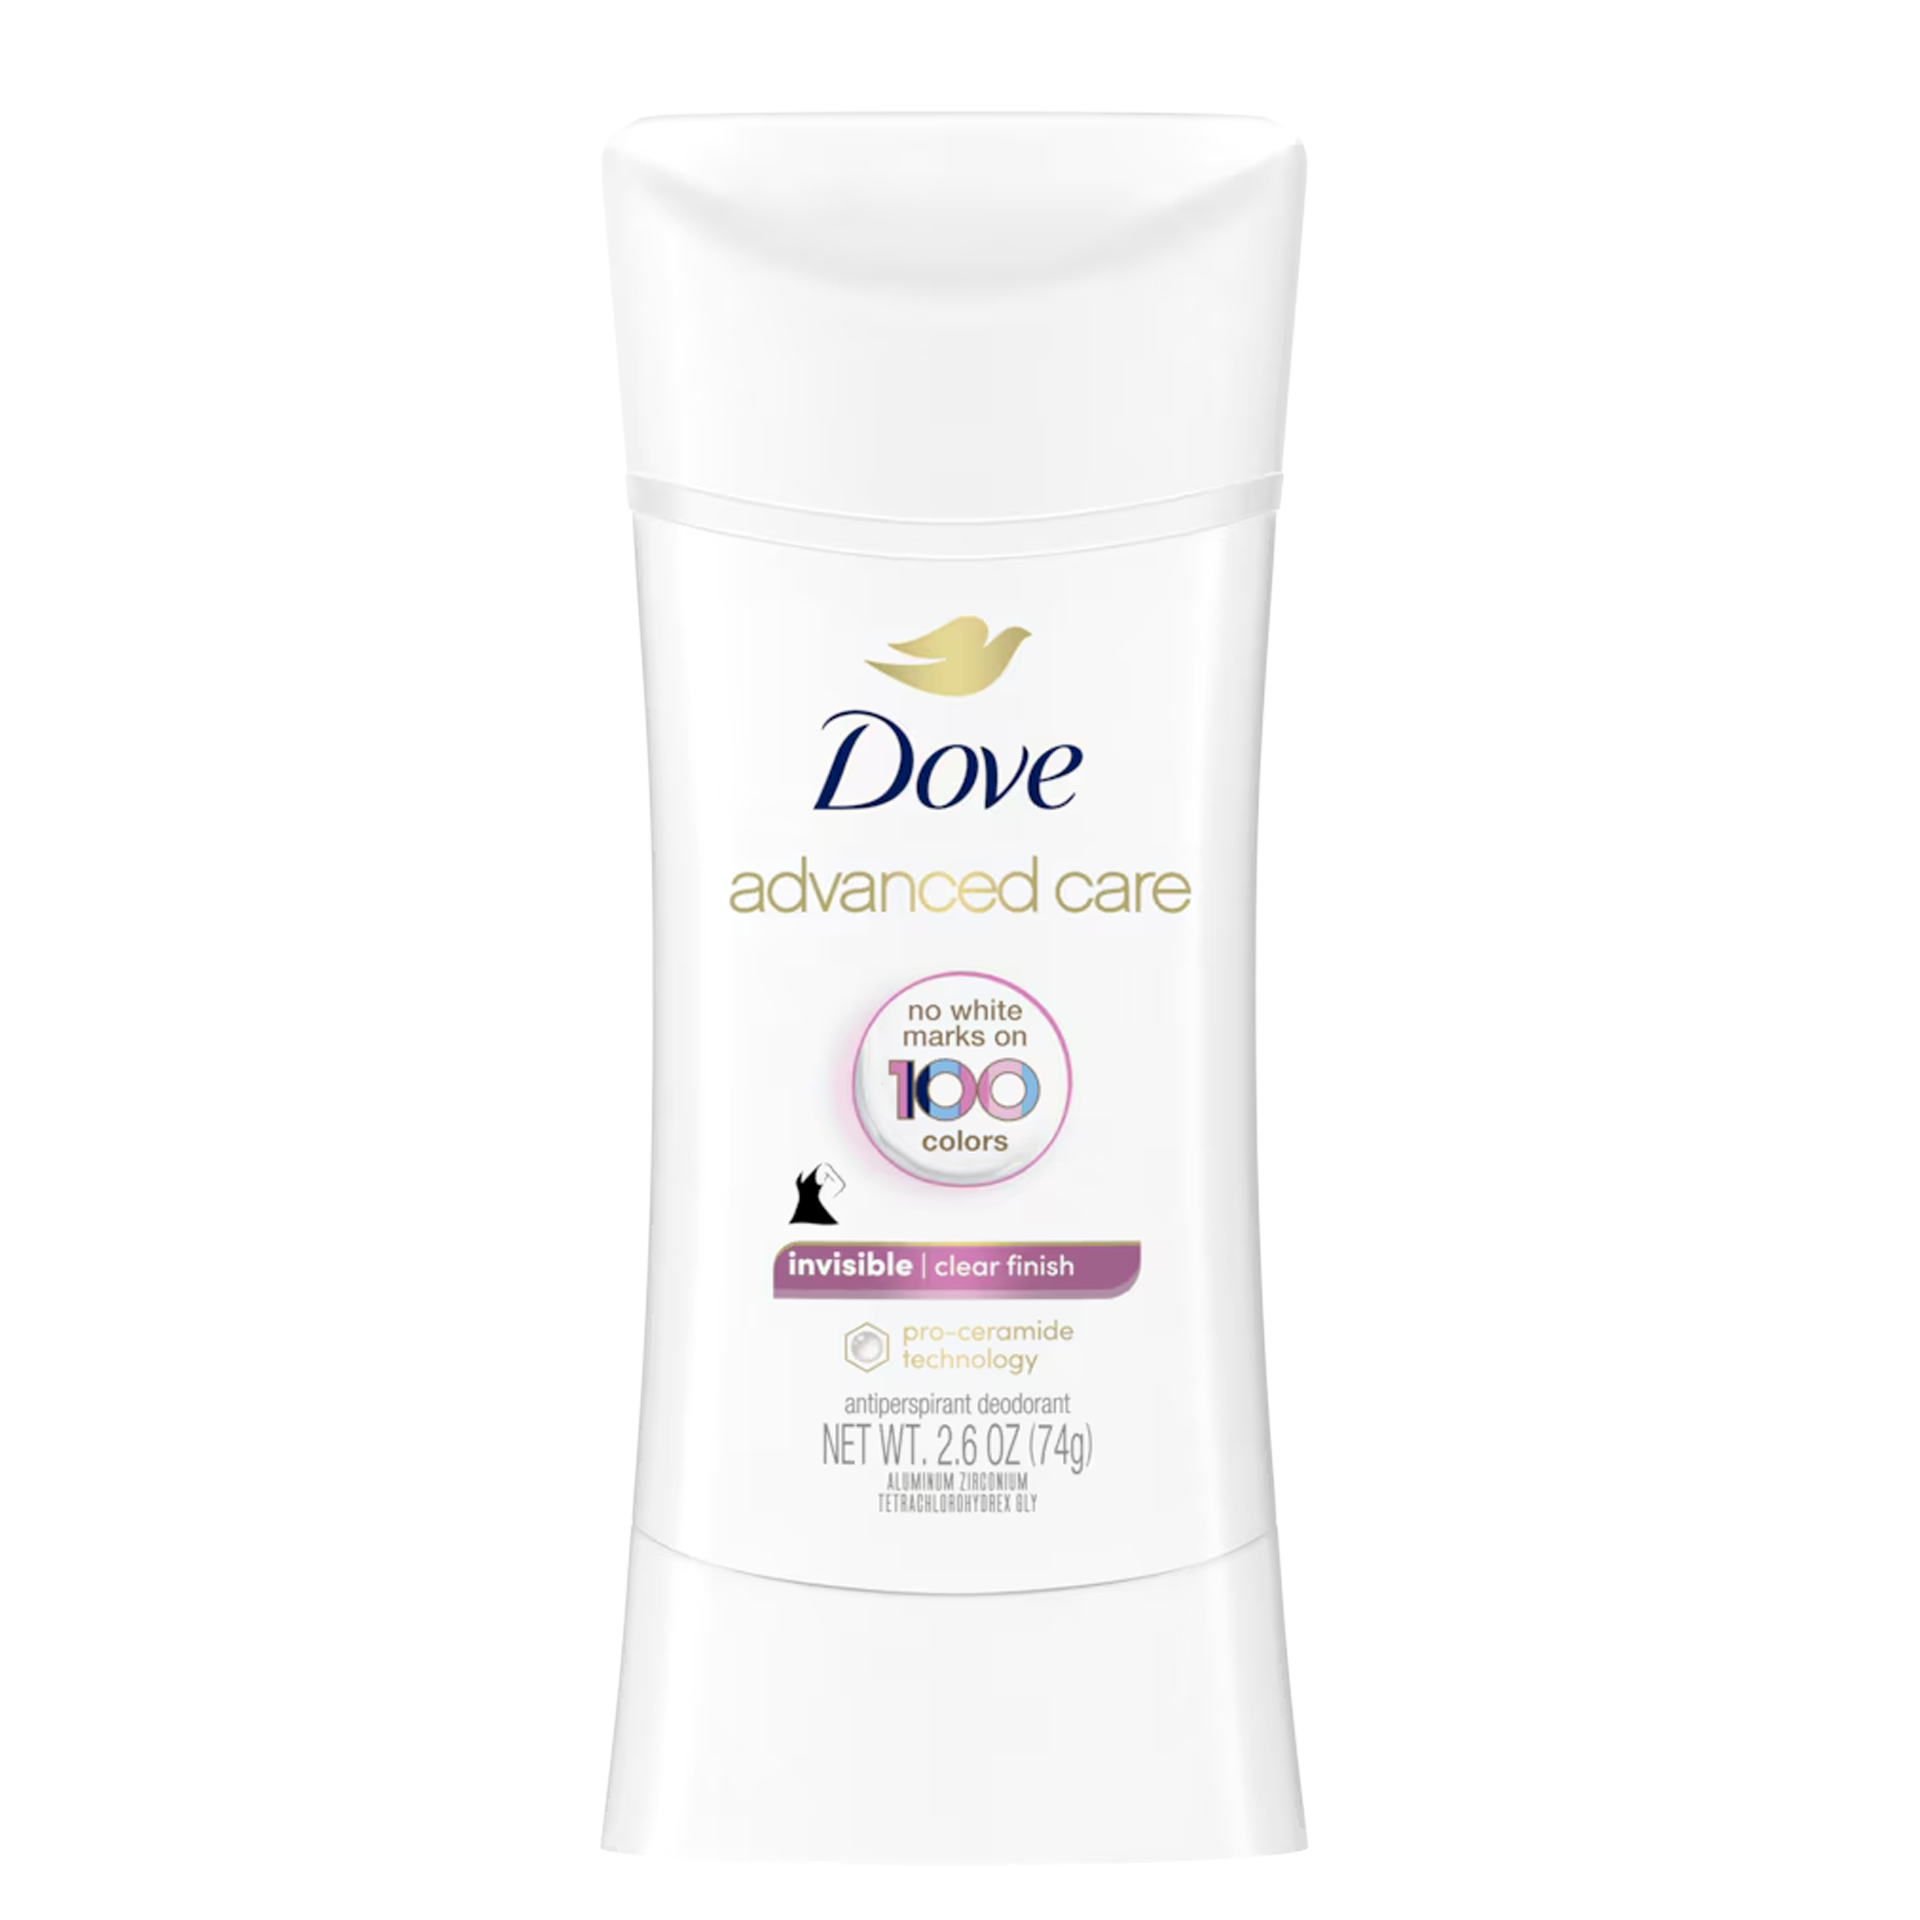 Dove
advanced care
no white
marks on
100
colors
invisible | clear finish
pro-ceramide
technology
antiperspirant deodorant
NET WT. 2.6 OZ (74g)
ALUMINUM ZIRCONIUM
TETRACHLOROHYDREX GLY